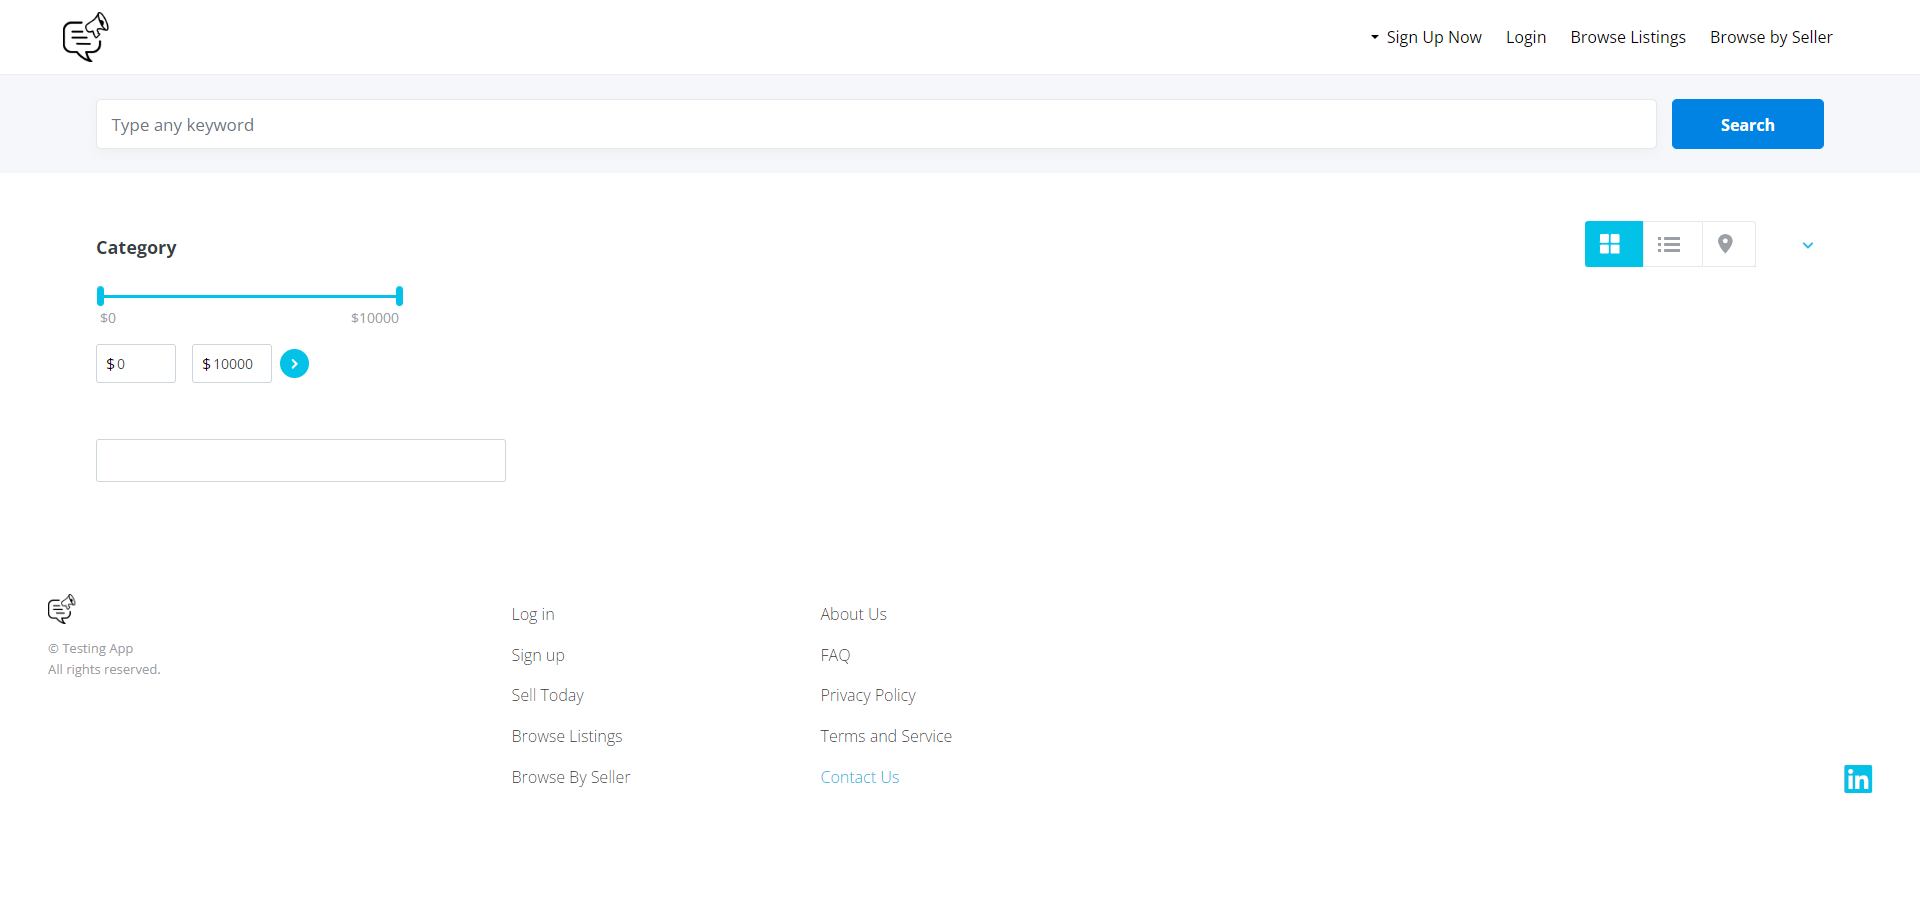 Sign Up Now
Login
Browse Listings
Browse by Seller
Type any keyword
Search
Category
$0
$10000
$ 0
$ 10000
© Testing App
All rights reserved.
Log in
Sign up
Sell Today
Browse Listings
Browse By Seller
About Us
FAQ
Privacy Policy
Terms and Service
Contact Us
in